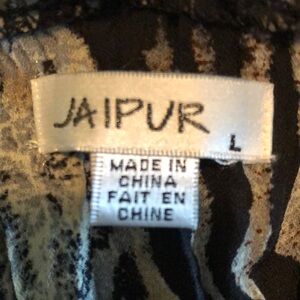 JAIPUR
L
MADE IN
CHINA
FAIT EN
CHINE